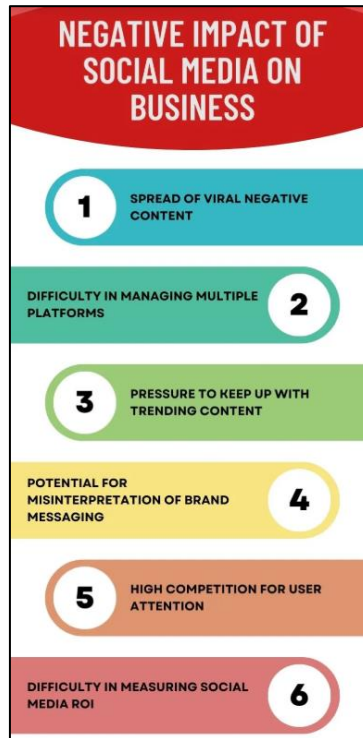 NEGATIVE IMPACT OF
SOCIAL MEDIA ON
BUSINESS
1
SPREAD OF VIRAL NEGATIVE
CONTENT
DIFFICULTY IN MANAGING MULTIPLE
PLATFORMS
2
3
PRESSURE TO KEEP UP WITH
TRENDING CONTENT
POTENTIAL FOR
MISINTERPRETATION OF BRAND
MESSAGING
4
5
HIGH COMPETITION FOR USER
ATTENTION
DIFFICULTY IN MEASURING SOCIAL
MEDIA ROI
6